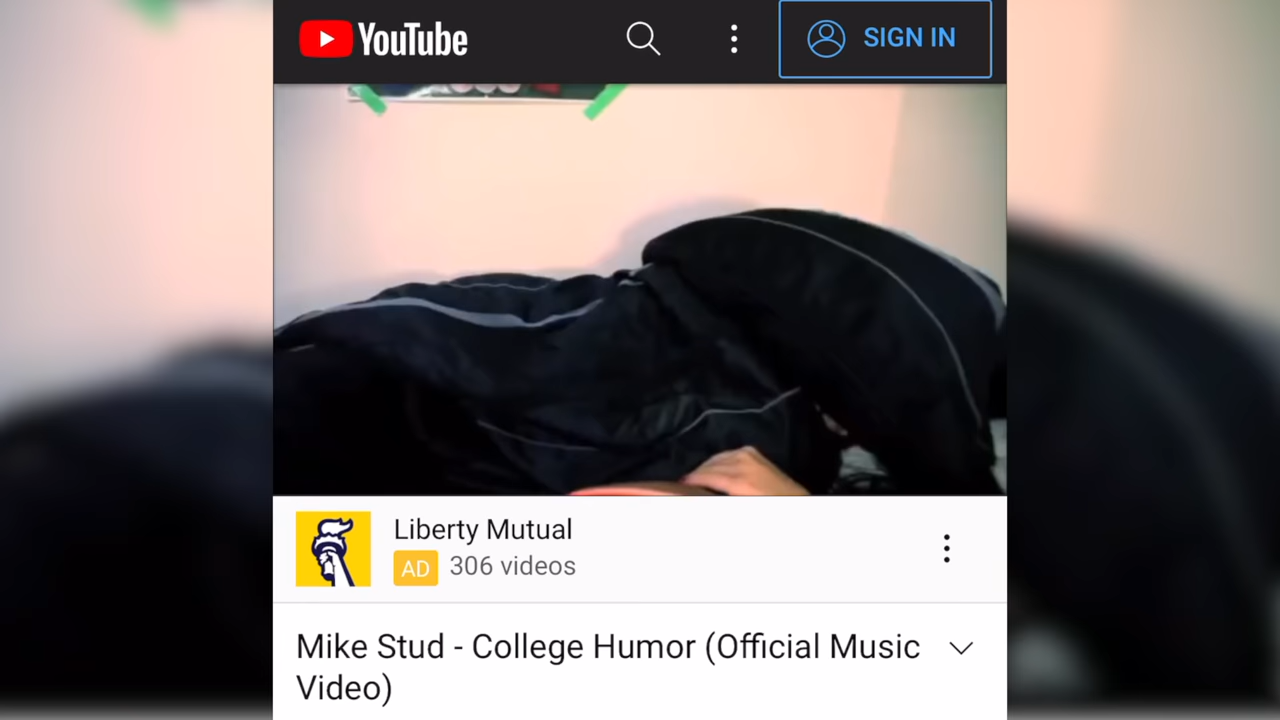 YouTube
SIGN IN
Liberty Mutual
AD 306 videos
Mike Stud - College Humor (Official Music
Video)